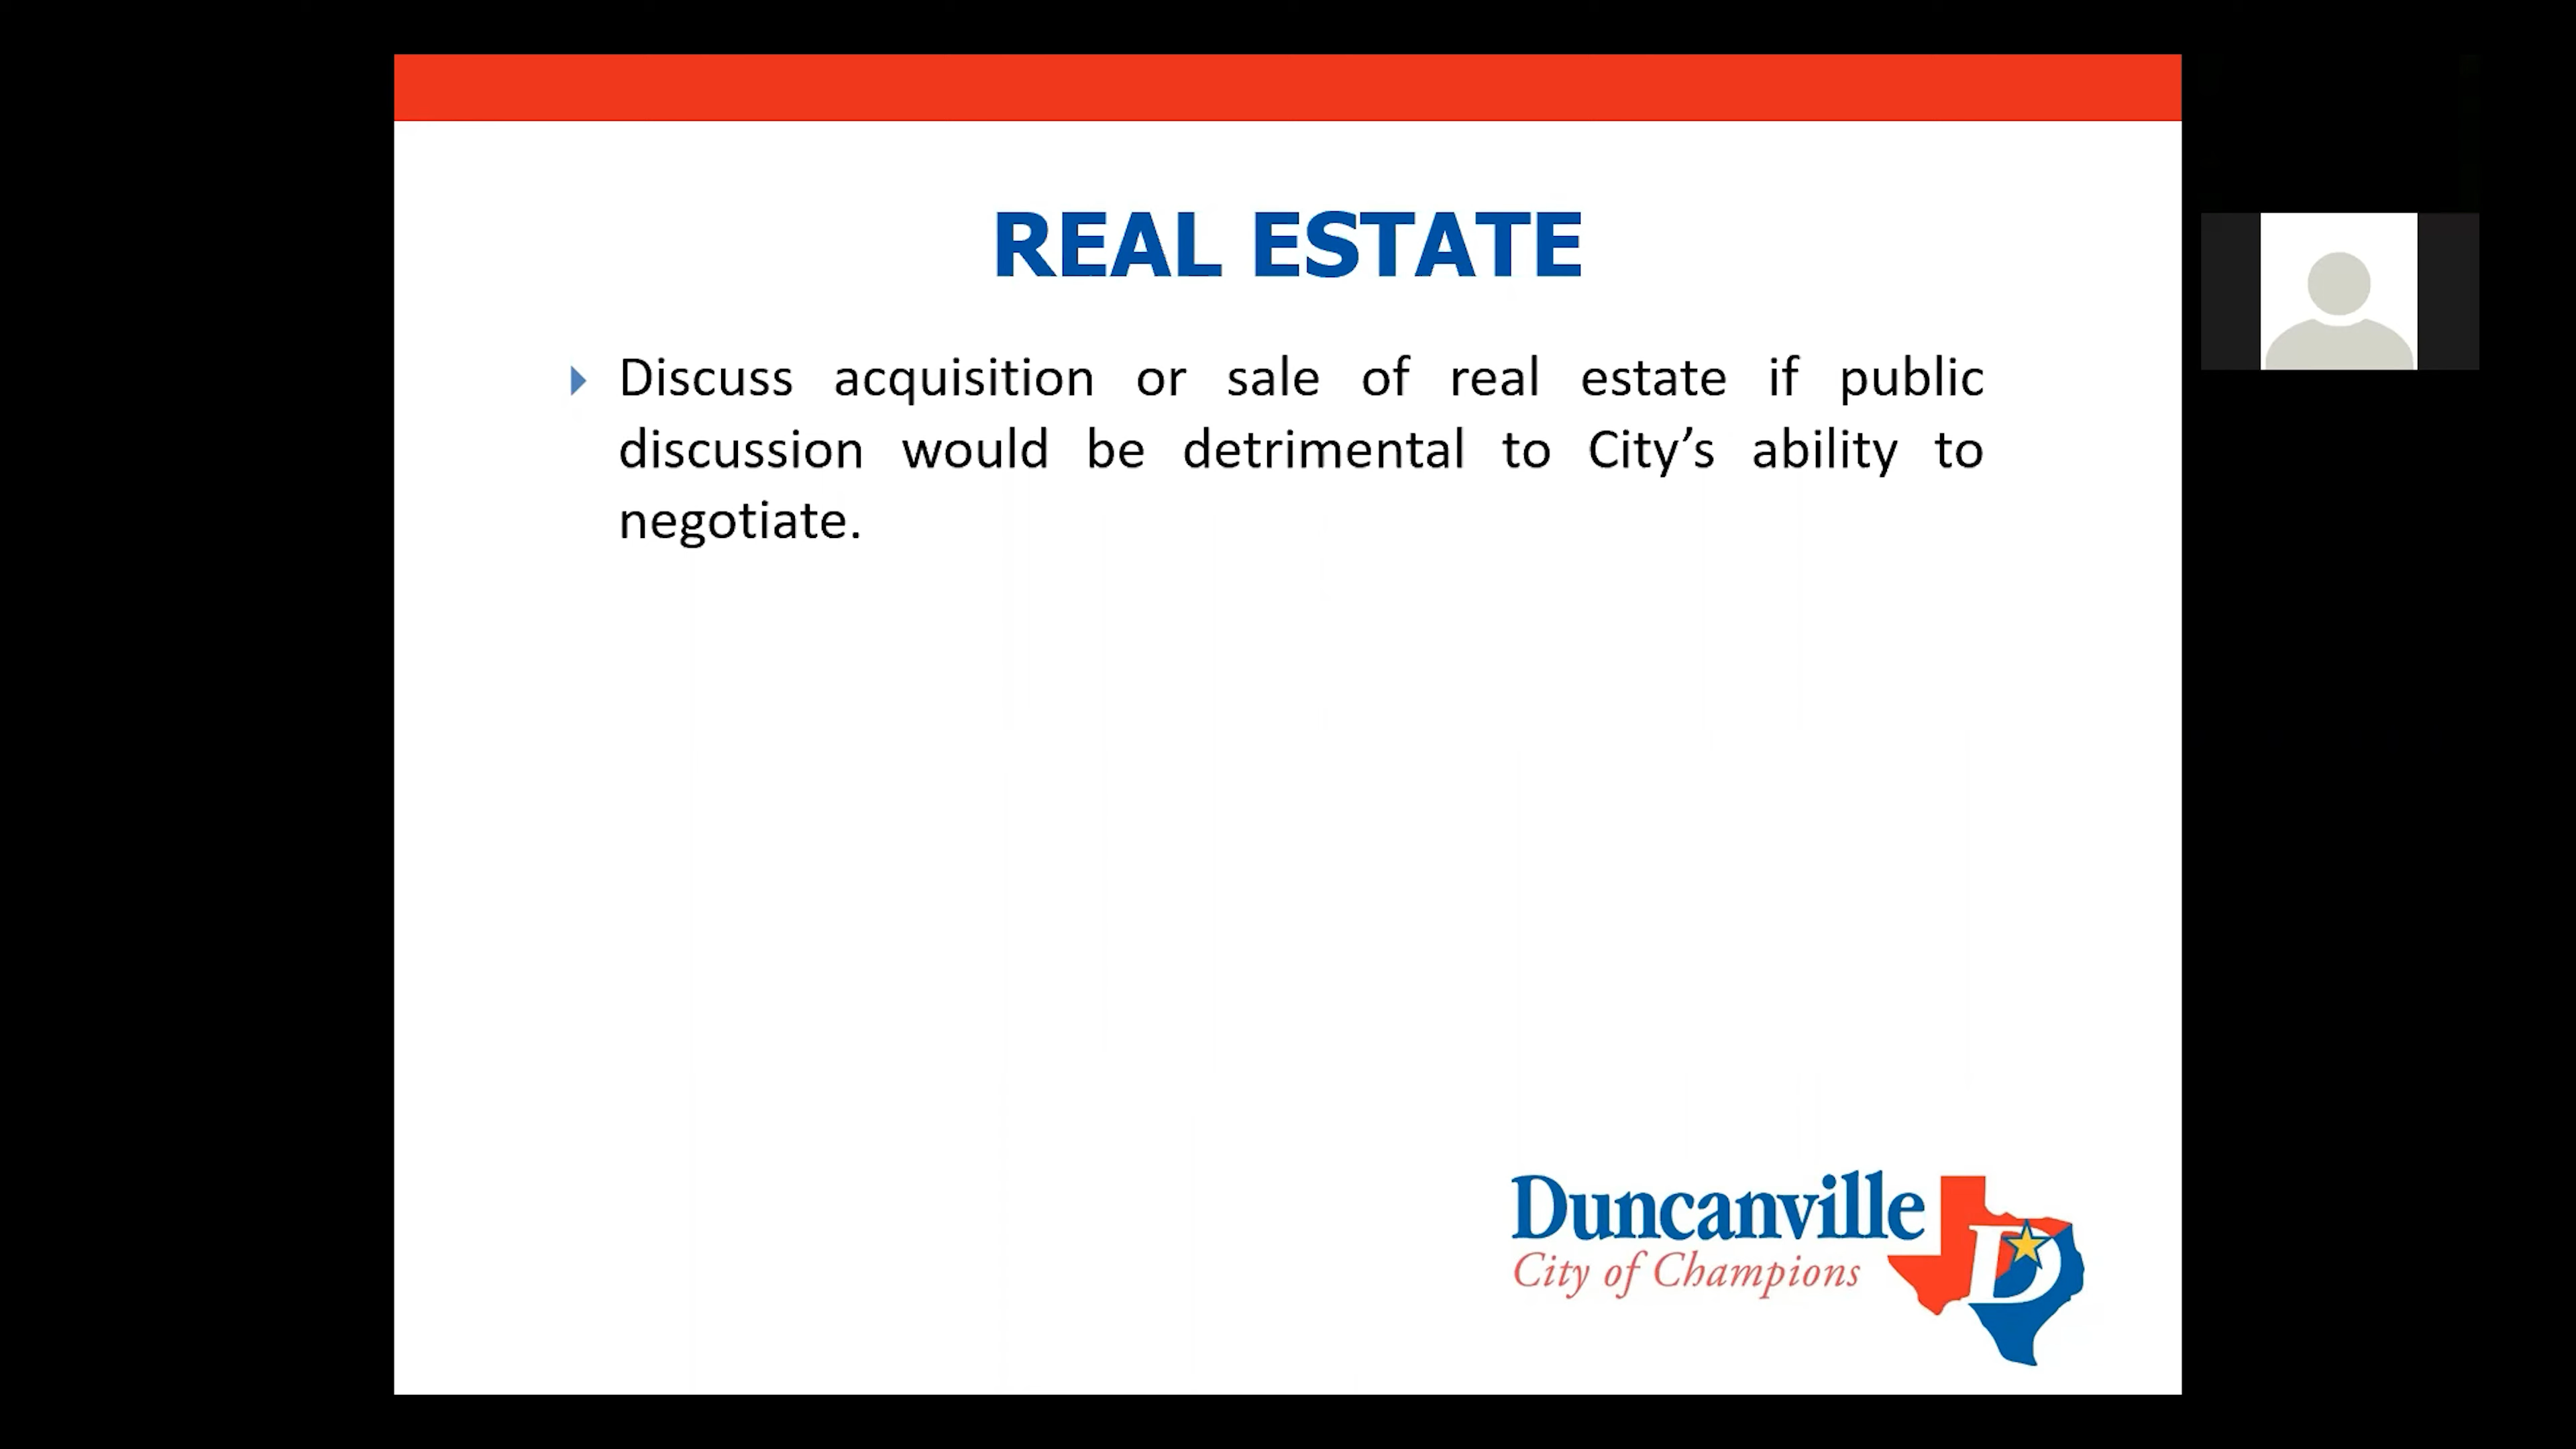 REAL ESTATE
Discuss acquisition or sale of real estate if public
discussion would be detrimental to City’s ability to
negotiate.
Duncanville
City of Champions
D